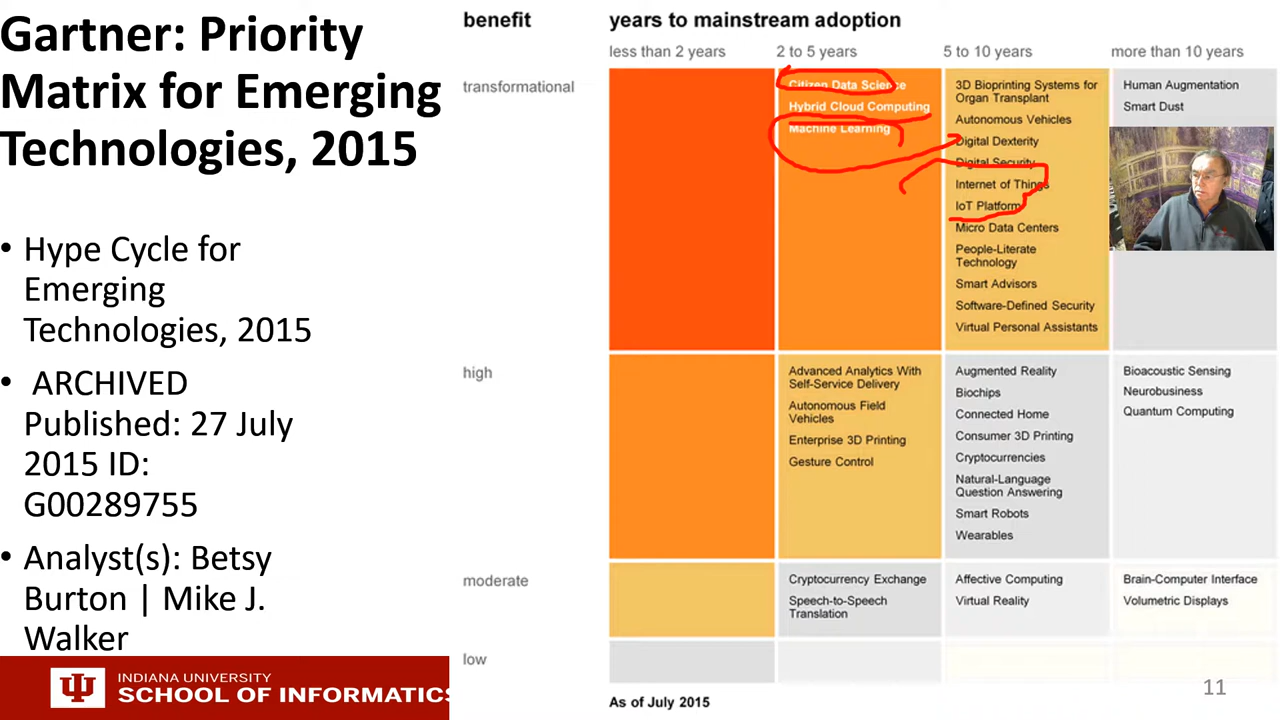 Gartner: Priority
Matrix for Emerging
Technologies, 2015
• Hype Cycle for
Emerging
Technologies, 2015
• ARCHIVED
Published: 27 July
2015 ID:
G00289755
• Analyst(s): Betsy
Burton | Mike J.
Walker
INDIANA UNIVERSITY
SCHOOL OF INFORMATICS
benefit
years to mainstream adoption
less than 2 years
2 to 5 years
5 to 10 years
more than 10 years
transformational
Citizen Data Science
Hybrid Cloud Computing
Machine Learning
3D Bioprinting Systems for
Organ Transplant
Autonomous Vehicles
Digital Dexterity
Digital Security
Internet of Things
IoT Platform
Micro Data Centers
People-Literate
Technology
Smart Advisors
Software-Defined Security
Virtual Personal Assistants
Human Augmentation
Smart Dust
high
Advanced Analytics With
Self-Service Delivery
Autonomous Field
Vehicles
Enterprise 3D Printing
Gesture Control
Augmented Reality
Biochips
Connected Home
Consumer 3D Printing
Cryptocurrencies
Natural-Language
Question Answering
Smart Robots
Wearables
Bioacoustic Sensing
Neurobusiness
Quantum Computing
moderate
Cryptocurrency Exchange
Speech-to-Speech
Translation
Affective Computing
Virtual Reality
Brain-Computer Interface
Volumetric Displays
low
As of July 2015
11